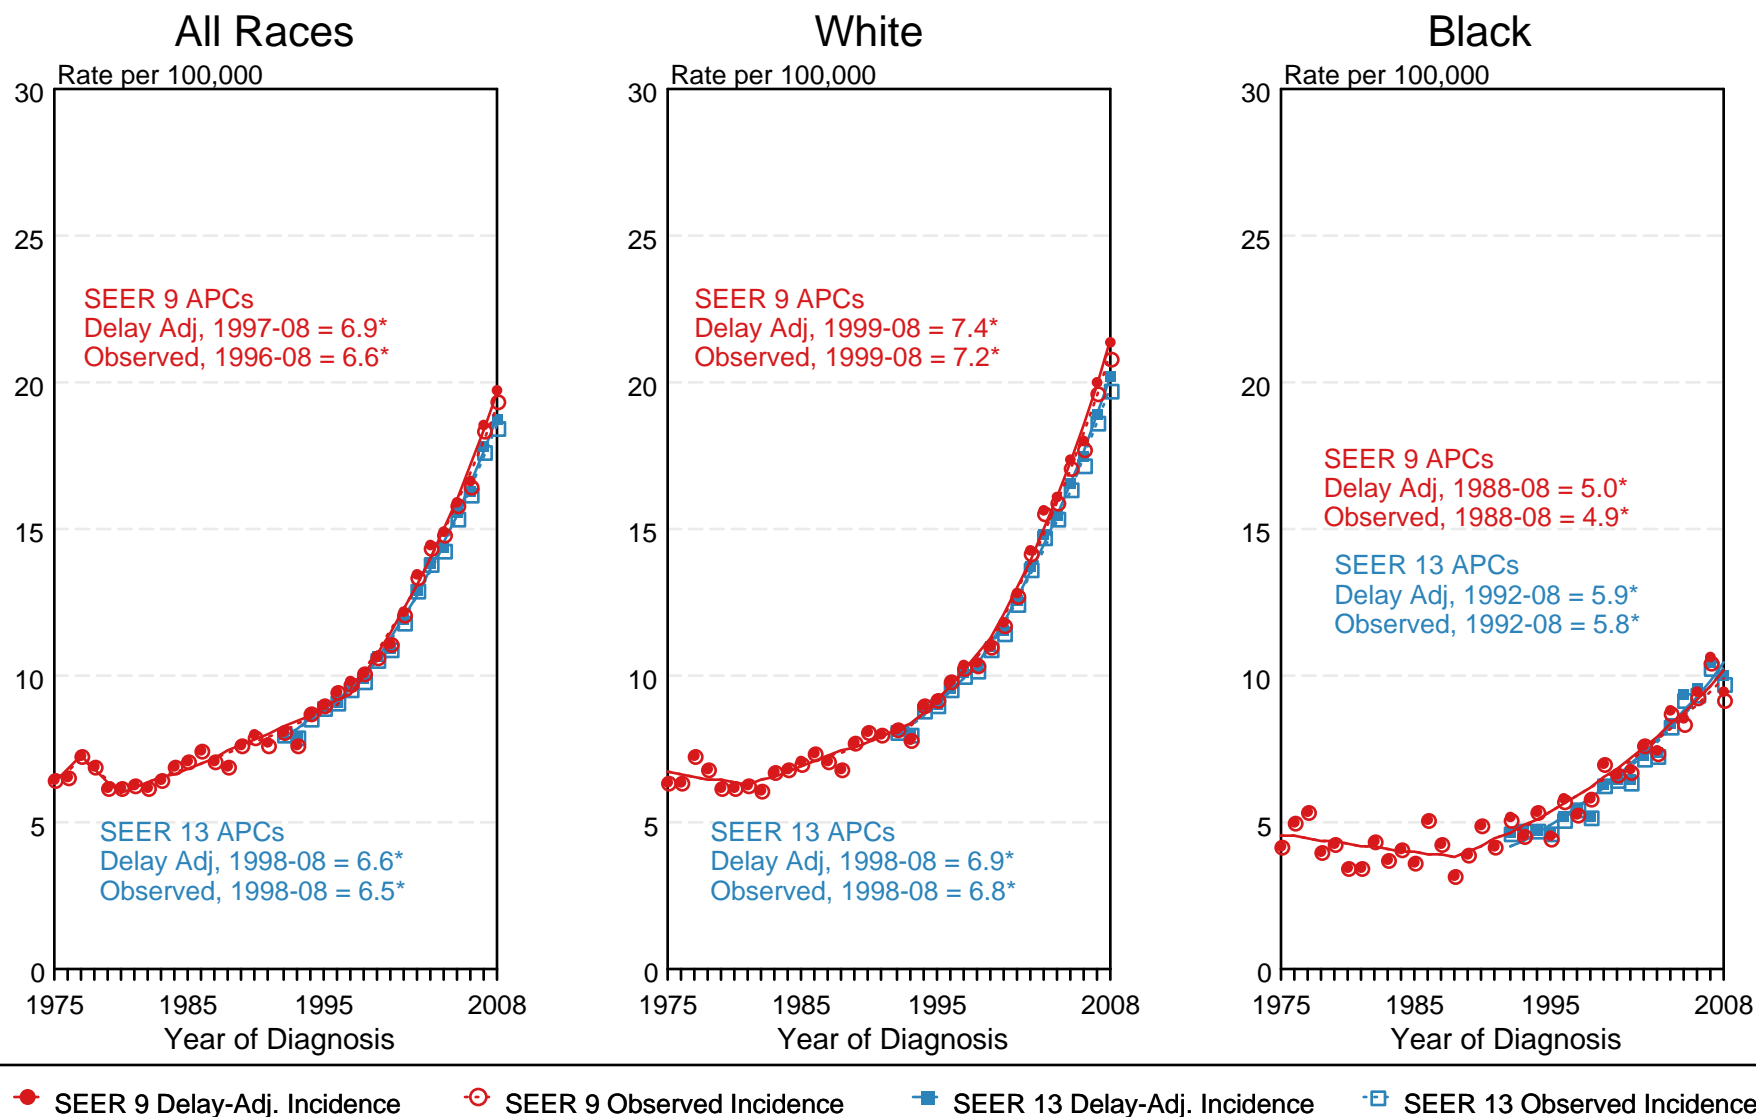 All Races
Rate per 100,000
30
25
20
15
10
5
0
SEER 9 APCs
Delay Adj, 1997-08 = 6.9*
Observed, 1996-08 = 6.6*
SEER 13 APCs
Delay Adj, 1998-08 = 6.6*
Observed, 1998-08 = 6.5*
1975 1985 1995 2008
Year of Diagnosis
White
Rate per 100,000
30
25
20
15
10
5
0
SEER 9 APCs
Delay Adj, 1999-08 = 7.4*
Observed, 1999-08 = 7.2*
SEER 13 APCs
Delay Adj, 1998-08 = 6.9*
Observed, 1998-08 = 6.8*
1975 1985 1995 2008
Year of Diagnosis
Black
Rate per 100,000
30
25
20
15
10
5
0
SEER 9 APCs
Delay Adj, 1988-08 = 5.0*
Observed, 1988-08 = 4.9*
SEER 13 APCs
Delay Adj, 1992-08 = 5.9*
Observed, 1992-08 = 5.8*
1975 1985 1995 2008
Year of Diagnosis
SEER 9 Delay-Adj. Incidence SEER 9 Observed Incidence SEER 13 Delay-Adj. Incidence SEER 13 Observed Incidence